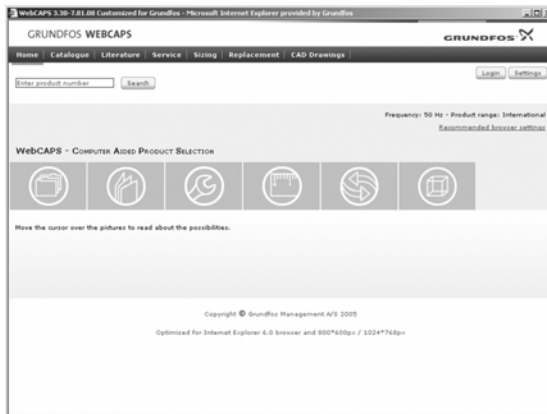 WebCAPS 3.30-7.01.08 Customized for Grundfos - Microsoft Internet Explorer provided by Grundfos
GRUNDFOS WEBCAPS
GRUNDFOS
Home Catalogue Literature Service Sizing Replacement CAD Drawings
Login Settings
Enter product number Search
Frequency: 50 Hz - Product range: International
Recommended browser settings
WebCAPS - Computer Aided Product Selection
Move the cursor over the pictures to read about the possibilities.
Copyright © Grundfos Management A/S 2005
Optimized for Internet Explorer 6.0 browser and 800*600px / 1024*768px